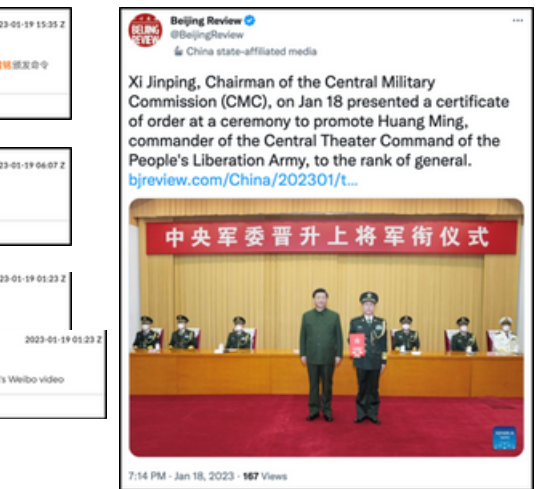 23-01-19 15:35 Z
颁发命令
23-01-19 06:07 Z
23-01-19 01:23 Z
2023-01-19 01:23 Z
's Weibo video
Beijing Review
@BeijingReview
China state-affiliated media
Xi Jinping, Chairman of the Central Military
Commission (CMC), on Jan 18 presented a certificate
of order at a ceremony to promote Huang Ming,
commander of the Central Theater Command of the
People's Liberation Army, to the rank of general.
bjreview.com/China/202301/t...
中央军委晋升上将军衔仪式
7:14 PM · Jan 18, 2023 · 167 Views